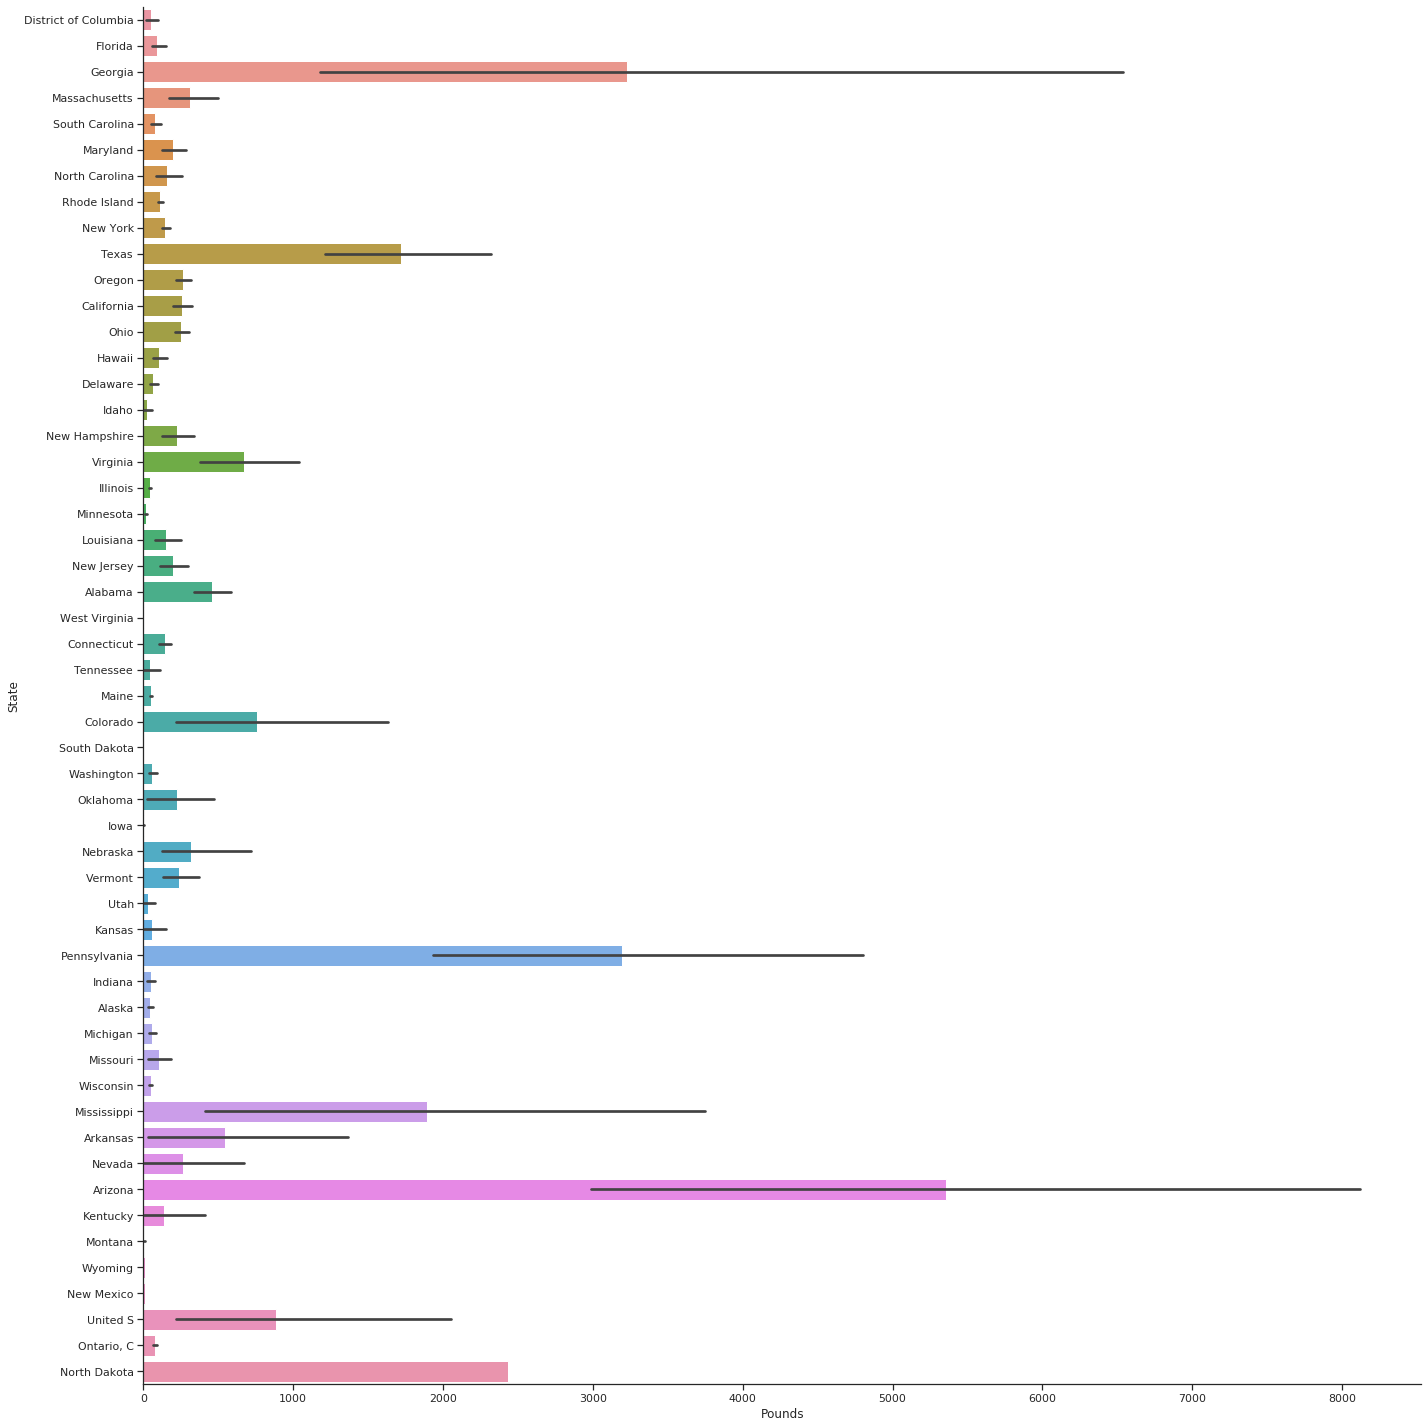 District of Columbia
Florida
Georgia
Massachusetts
South Carolina
Maryland
North Carolina
Rhode Island
New York
Texas
Oregon
California
Ohio
Hawaii
Delaware
Idaho
New Hampshire
Virginia
Illinois
Minnesota
Louisiana
New Jersey
Alabama
West Virginia
Connecticut
Tennessee
Maine
Colorado
South Dakota
Washington
Oklahoma
Iowa
Nebraska
Vermont
Utah
Kansas
Pennsylvania
Indiana
Alaska
Michigan
Missouri
Wisconsin
Mississippi
Arkansas
Nevada
Arizona
Kentucky
Montana
Wyoming
New Mexico
United S
Ontario, C
North Dakota
State
0 1000 2000 3000 4000 5000 6000 7000 8000
Pounds